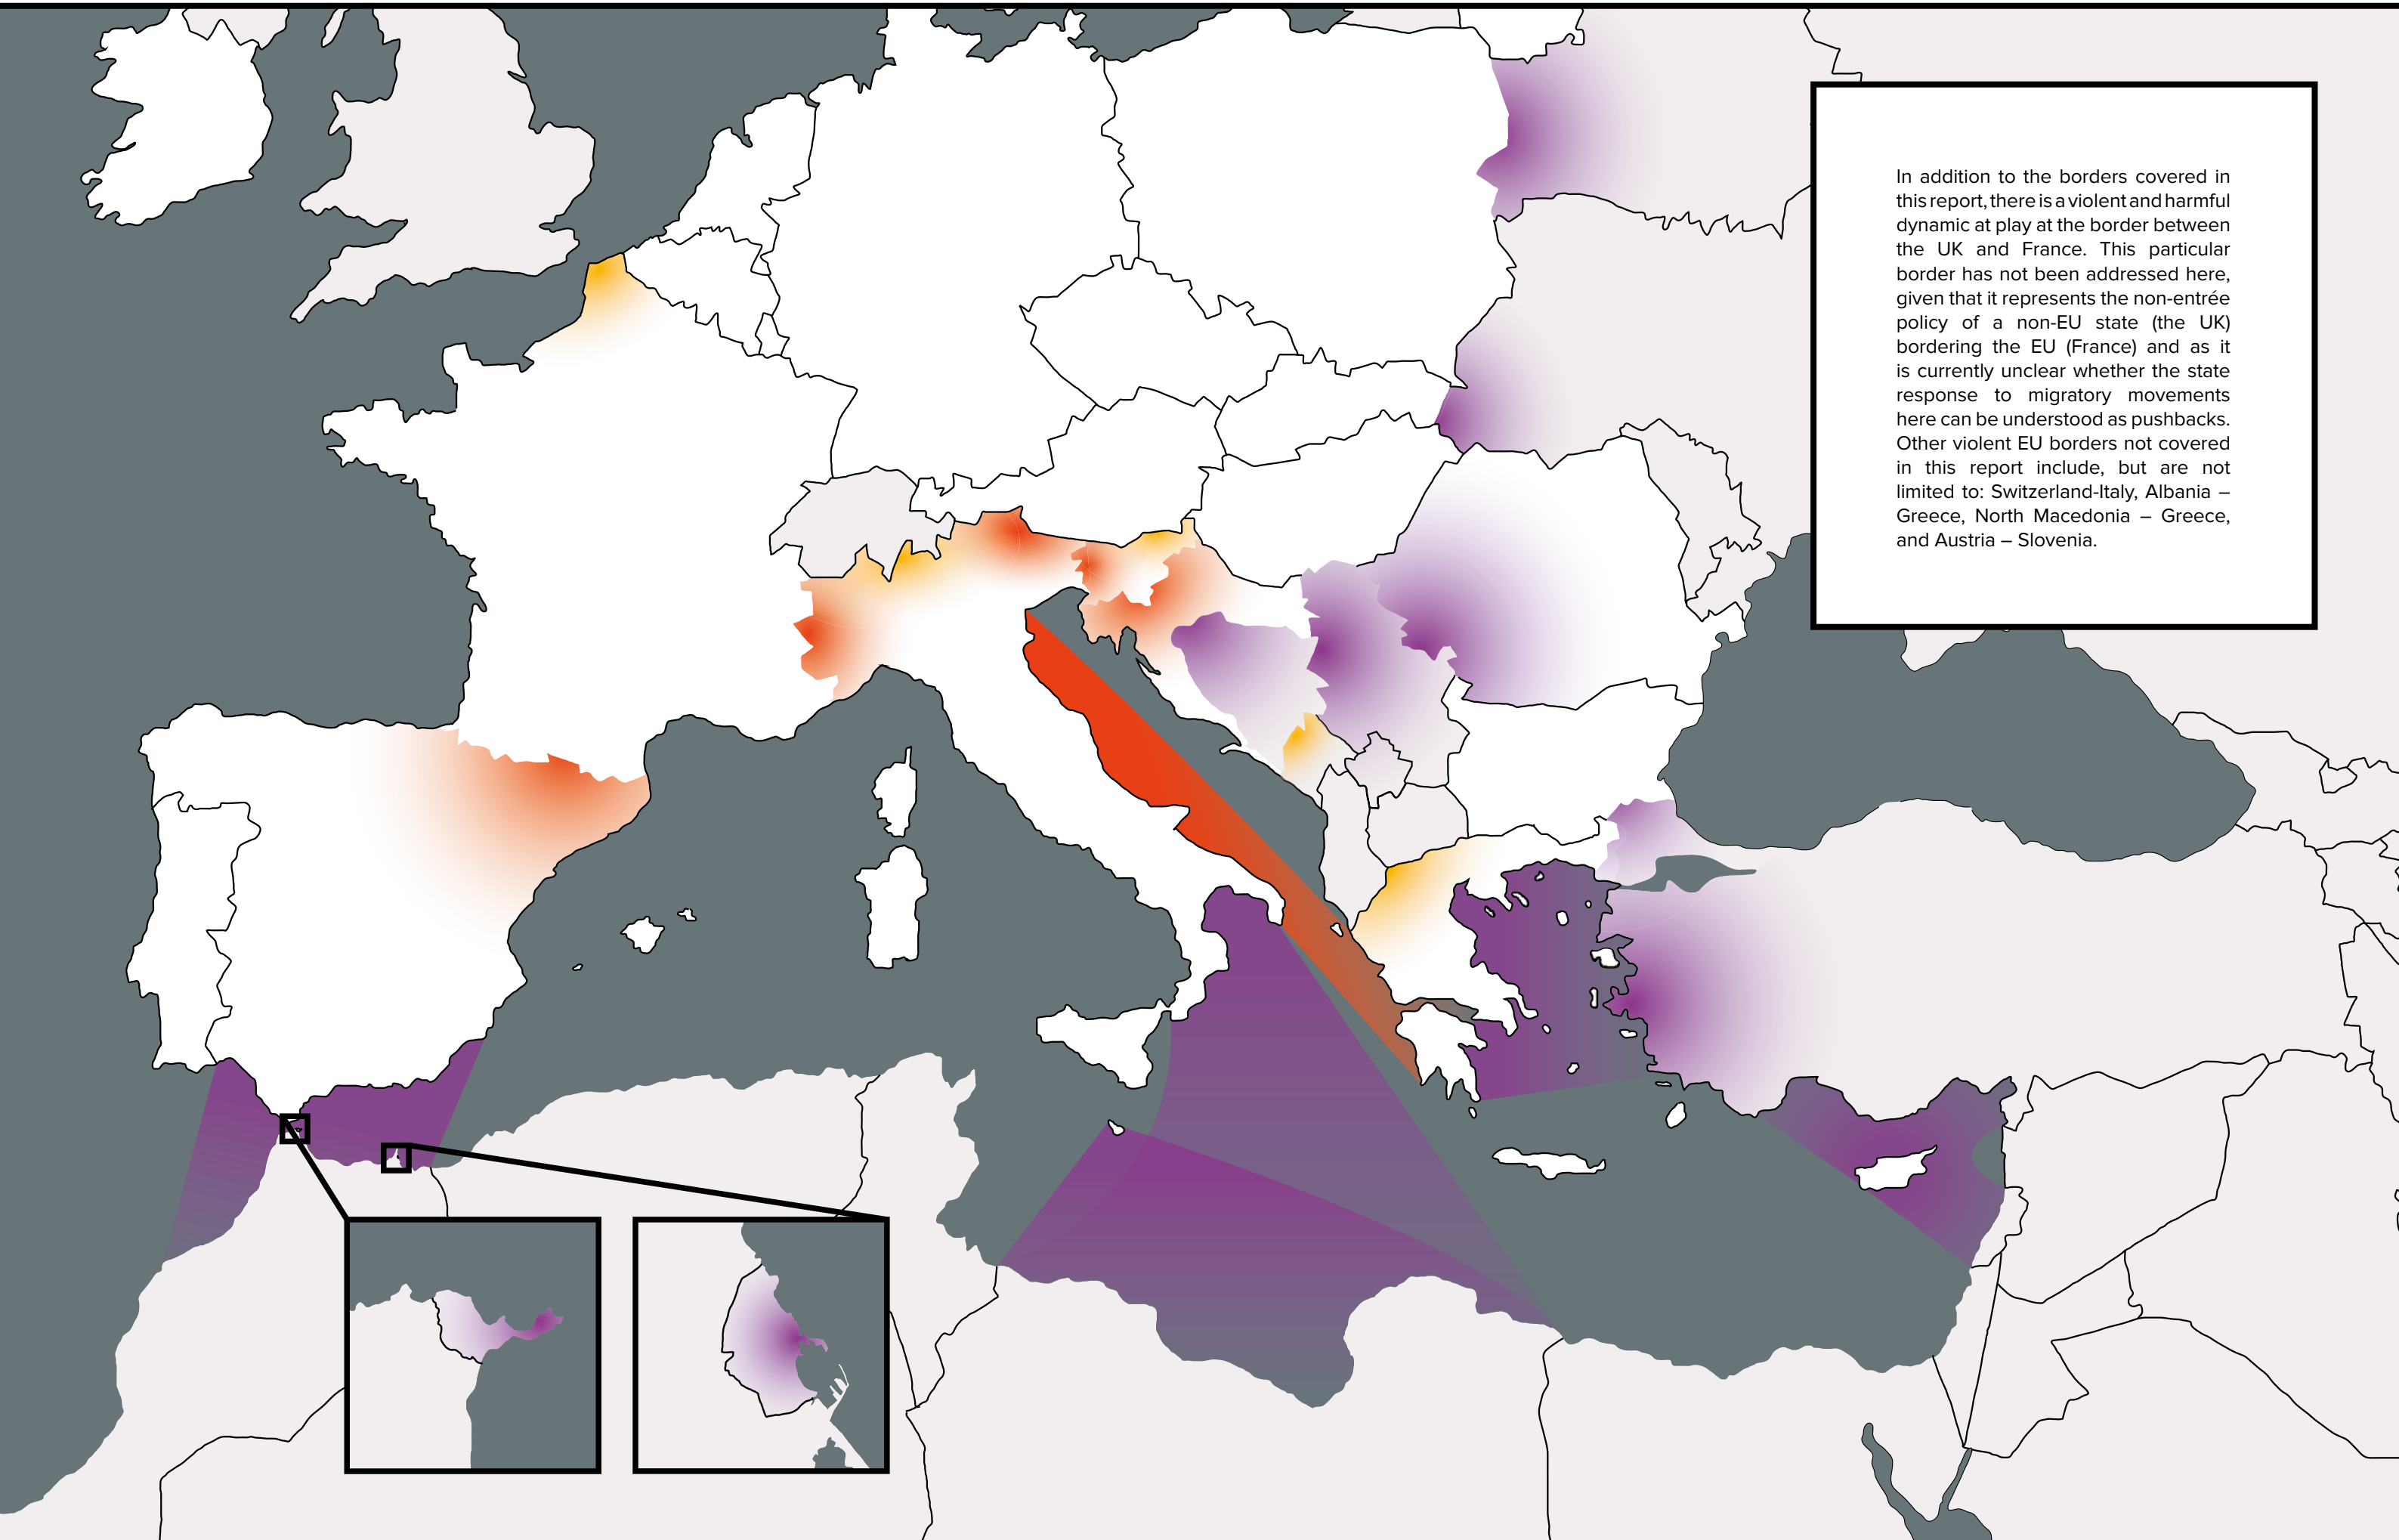 In addition to the borders covered in
this report, there is a violent and harmful
dynamic at play at the border between
the UK and France. This particular
border has not been addressed here,
given that it represents the non-entrée
policy of a non-EU state (the UK)
bordering the EU (France) and as it
is currently unclear whether the state
response to migratory movements
here can be understood as pushbacks.
Other violent EU borders not covered
in this report include, but are not
limited to: Switzerland-Italy, Albania –
Greece, North Macedonia – Greece,
and Austria – Slovenia.